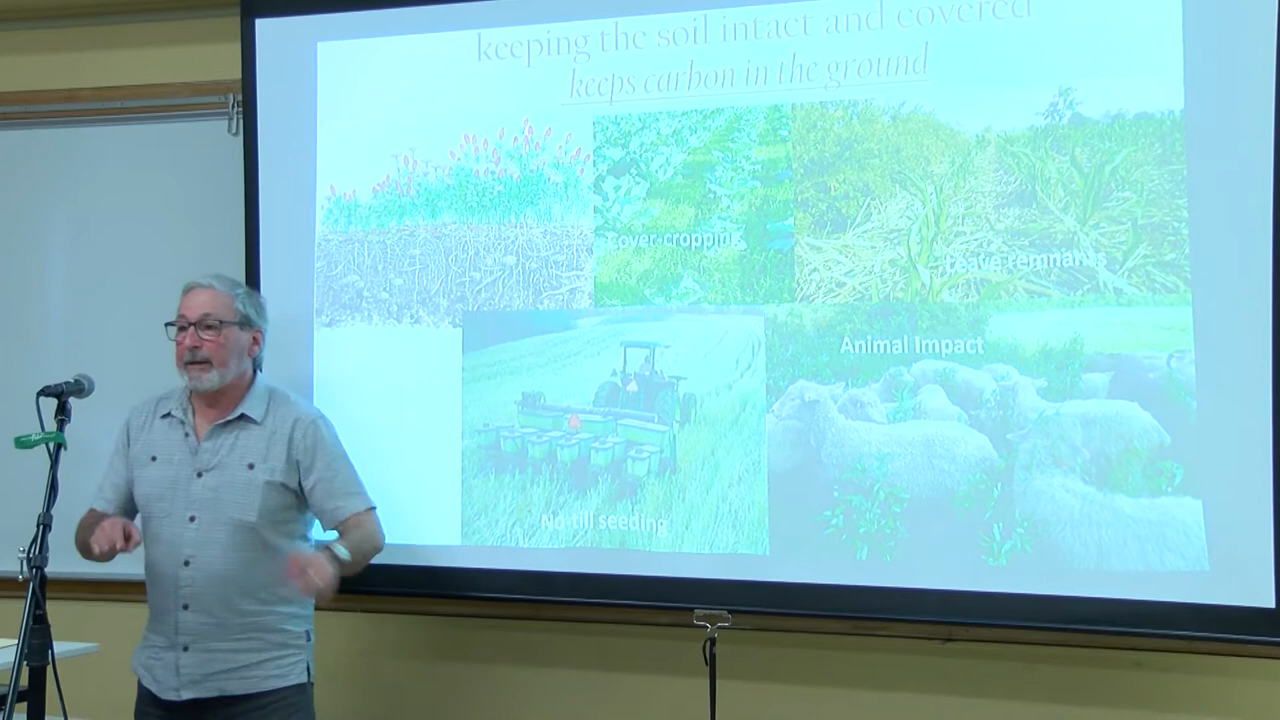 keeping the soil intact and covered
keeps carbon in the ground
Cover-cropping
Leave remnants
Animal Impact
No-till seeding